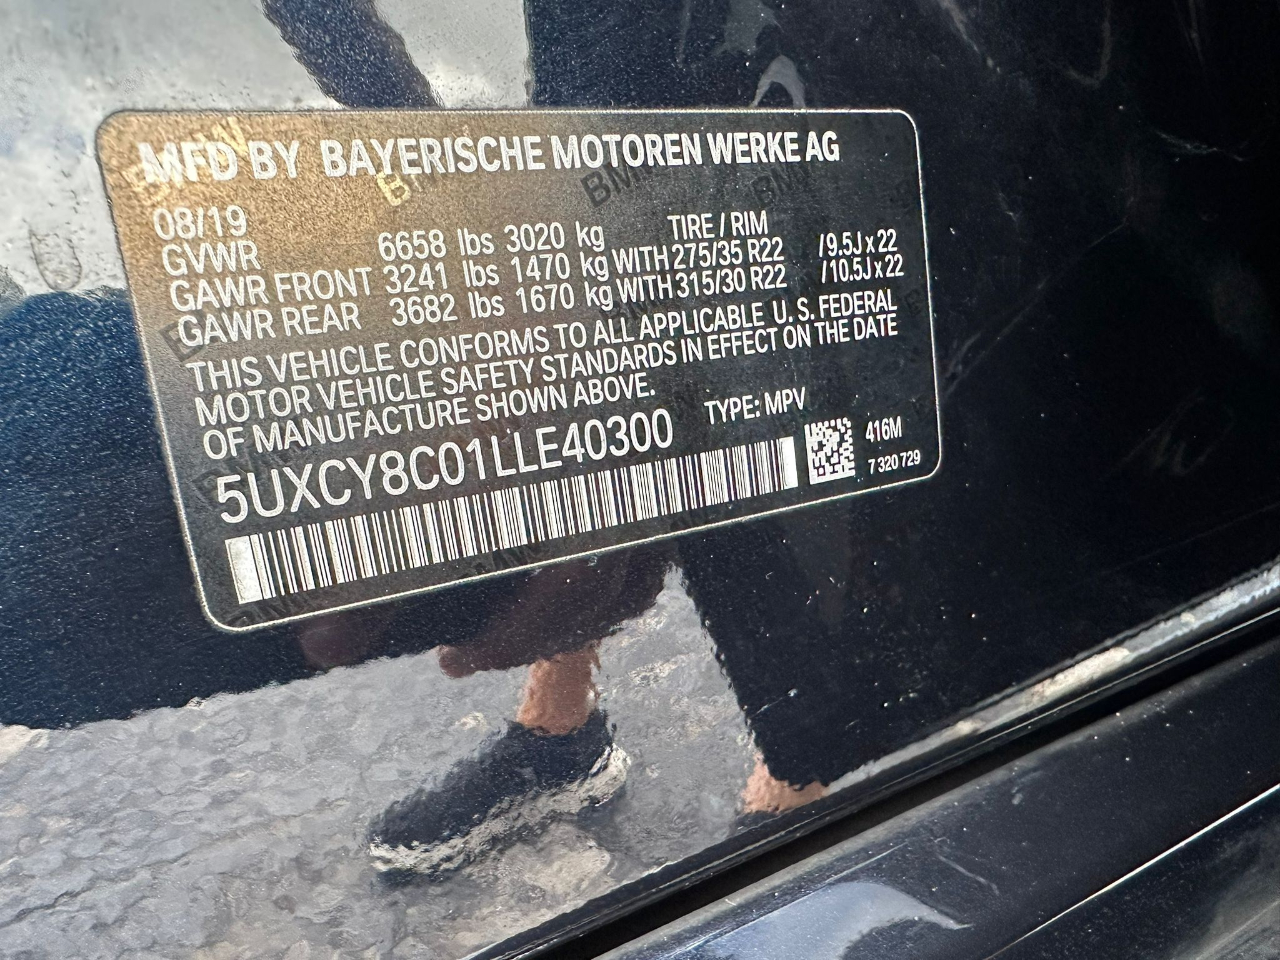 MFD BY BAYERISCHE MOTOREN WERKE AG
08/19 TIRE / RIM
GVWR 6658 lbs 3020 kg
GAWR FRONT 3241 lbs 1470 kg WITH 275/35 R22 /9.5J x 22
GAWR REAR 3682 lbs 1670 kg WITH 315/30 R22 /10.5J x 22
THIS VEHICLE CONFORMS TO ALL APPLICABLE U. S. FEDERAL
MOTOR VEHICLE SAFETY STANDARDS IN EFFECT ON THE DATE
OF MANUFACTURE SHOWN ABOVE.
TYPE: MPV
5UXCY8C01LLE40300
416M
7 320 729